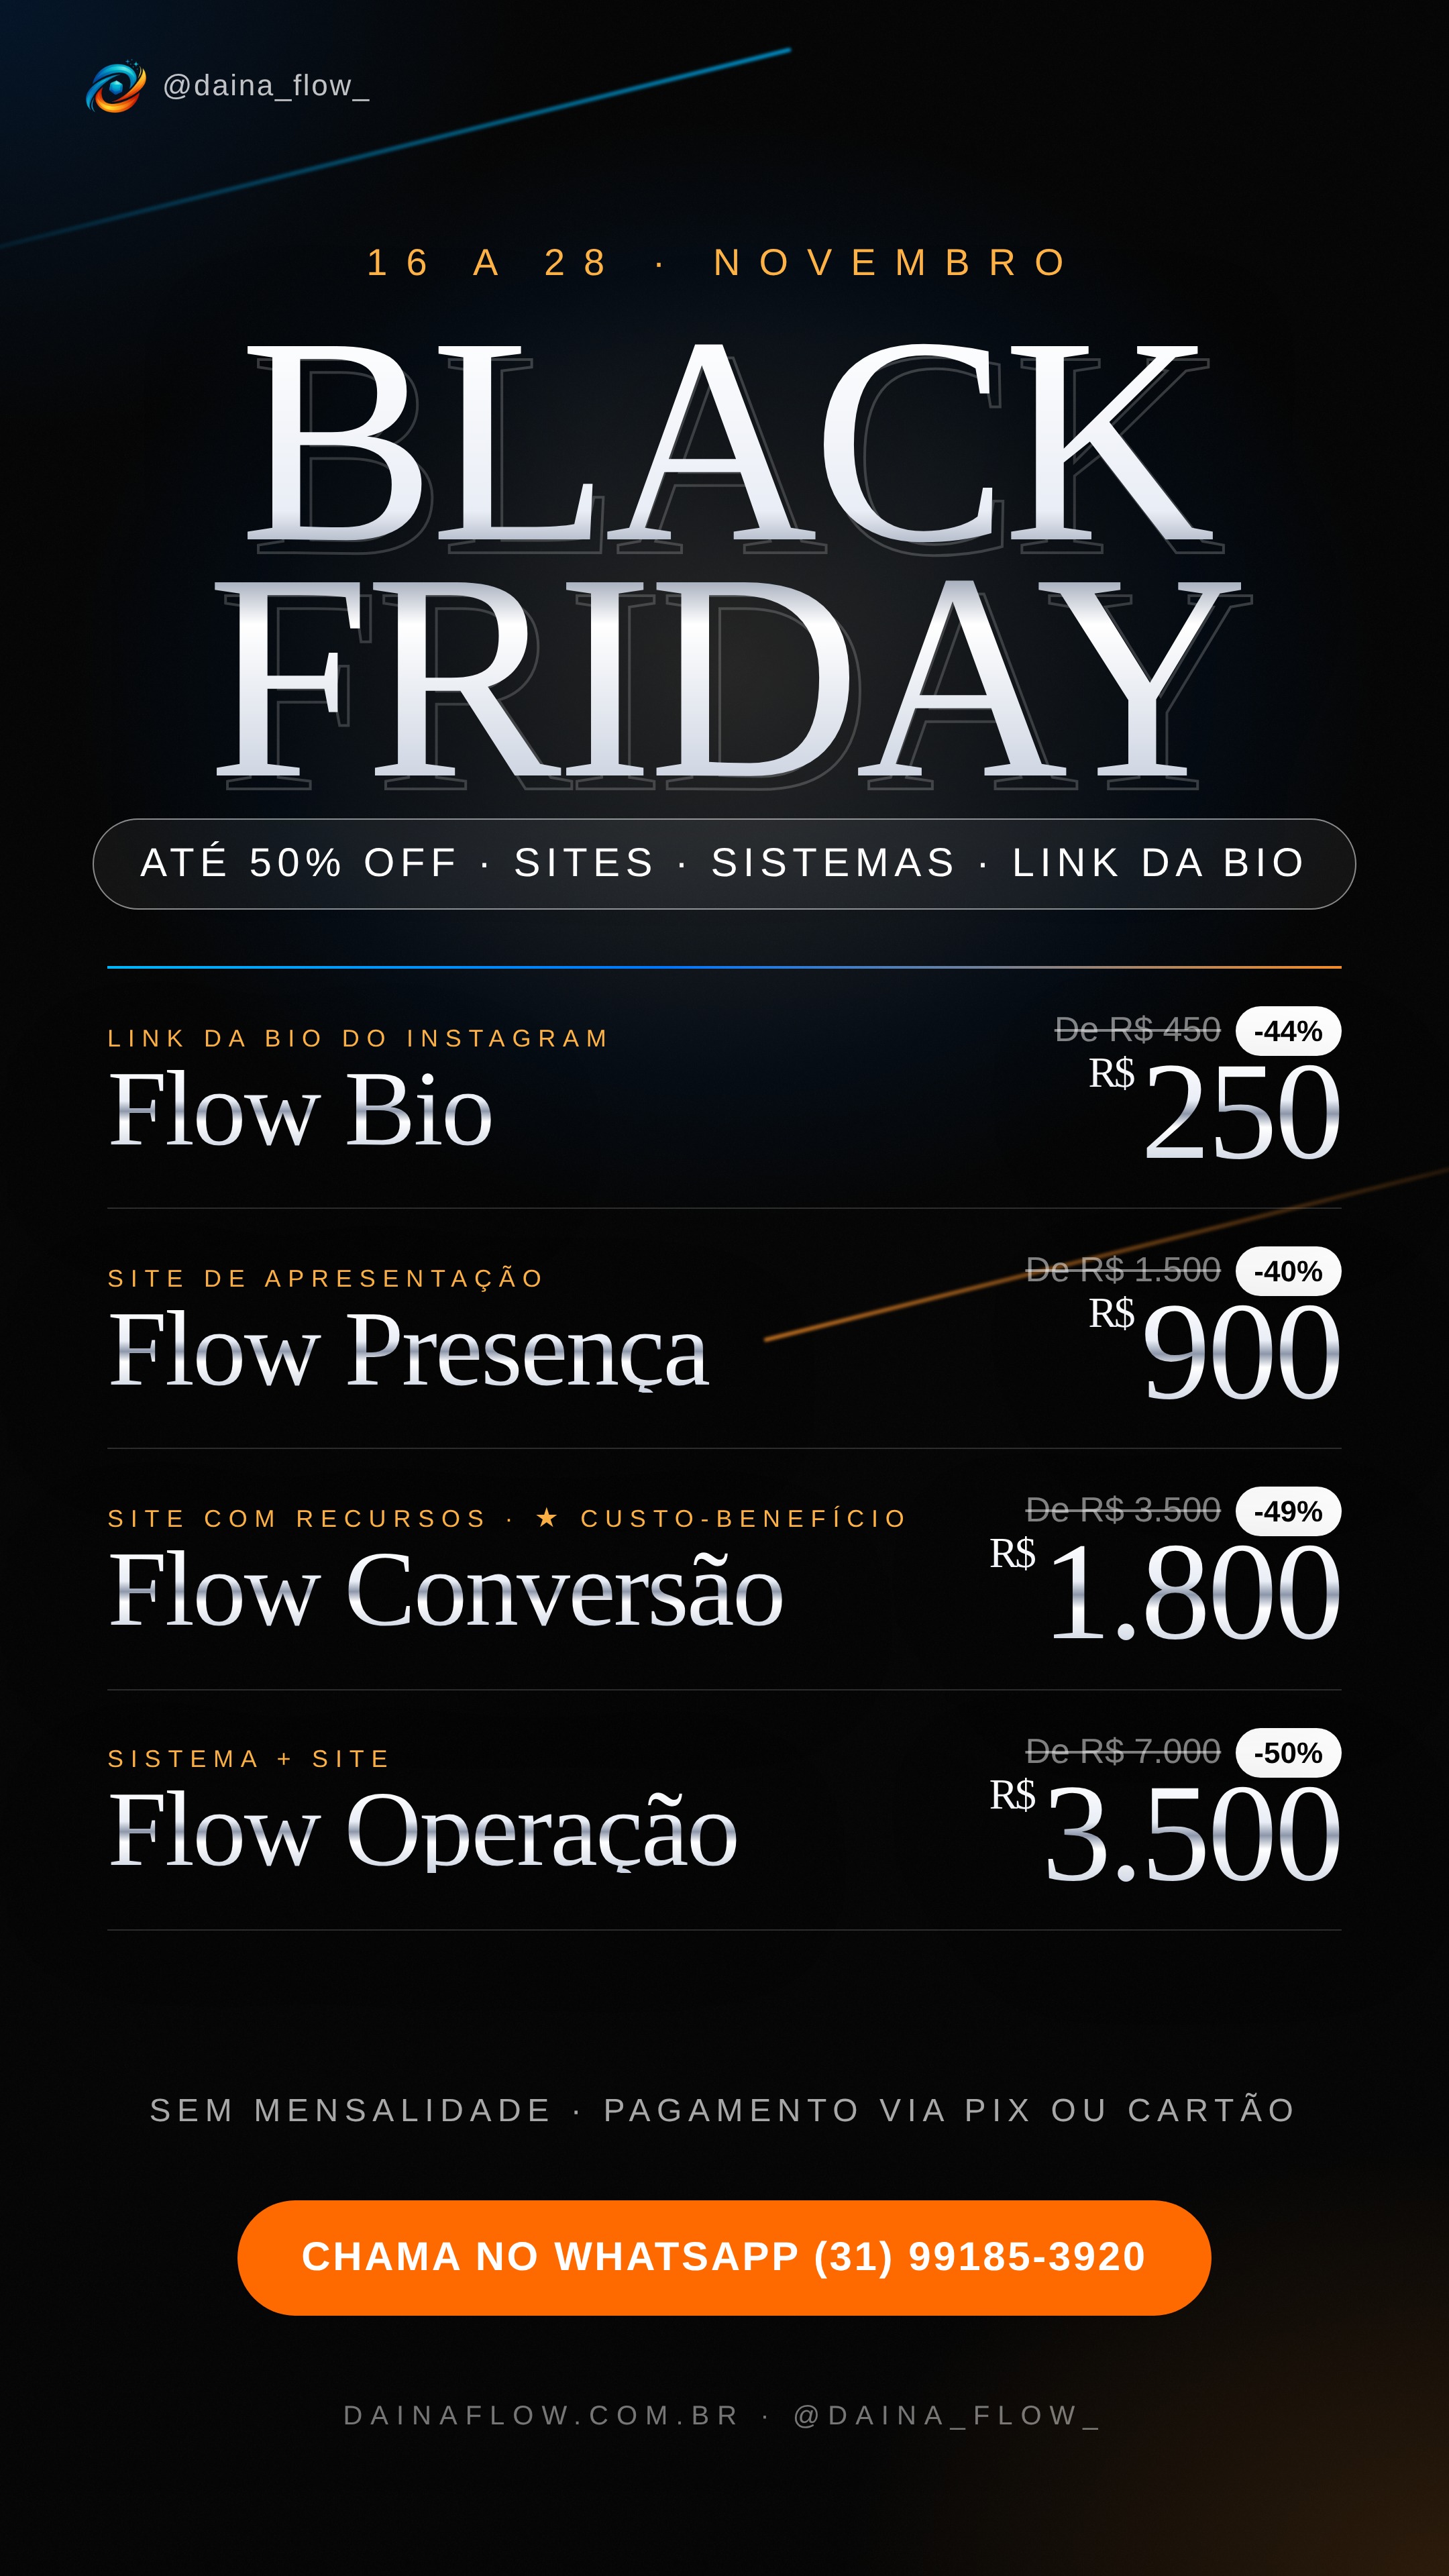 @daina_flow_
16 A 28 · NOVEMBRO
BLACK
FRIDAY
ATÉ 50% OFF · SITES · SISTEMAS · LINK DA BIO
LINK DA BIO DO INSTAGRAM
Flow Bio
De R$ 450 -44%
R$ 250
SITE DE APRESENTAÇÃO
Flow Presença
De R$ 1.500 -40%
R$ 900
SITE COM RECURSOS · ★ CUSTO-BENEFÍCIO
Flow Conversão
De R$ 3.500 -49%
R$ 1.800
SISTEMA + SITE
Flow Operação
De R$ 7.000 -50%
R$ 3.500
SEM MENSALIDADE · PAGAMENTO VIA PIX OU CARTÃO
CHAMA NO WHATSAPP (31) 99185-3920
DAINAFLOW.COM.BR · @DAINA_FLOW_